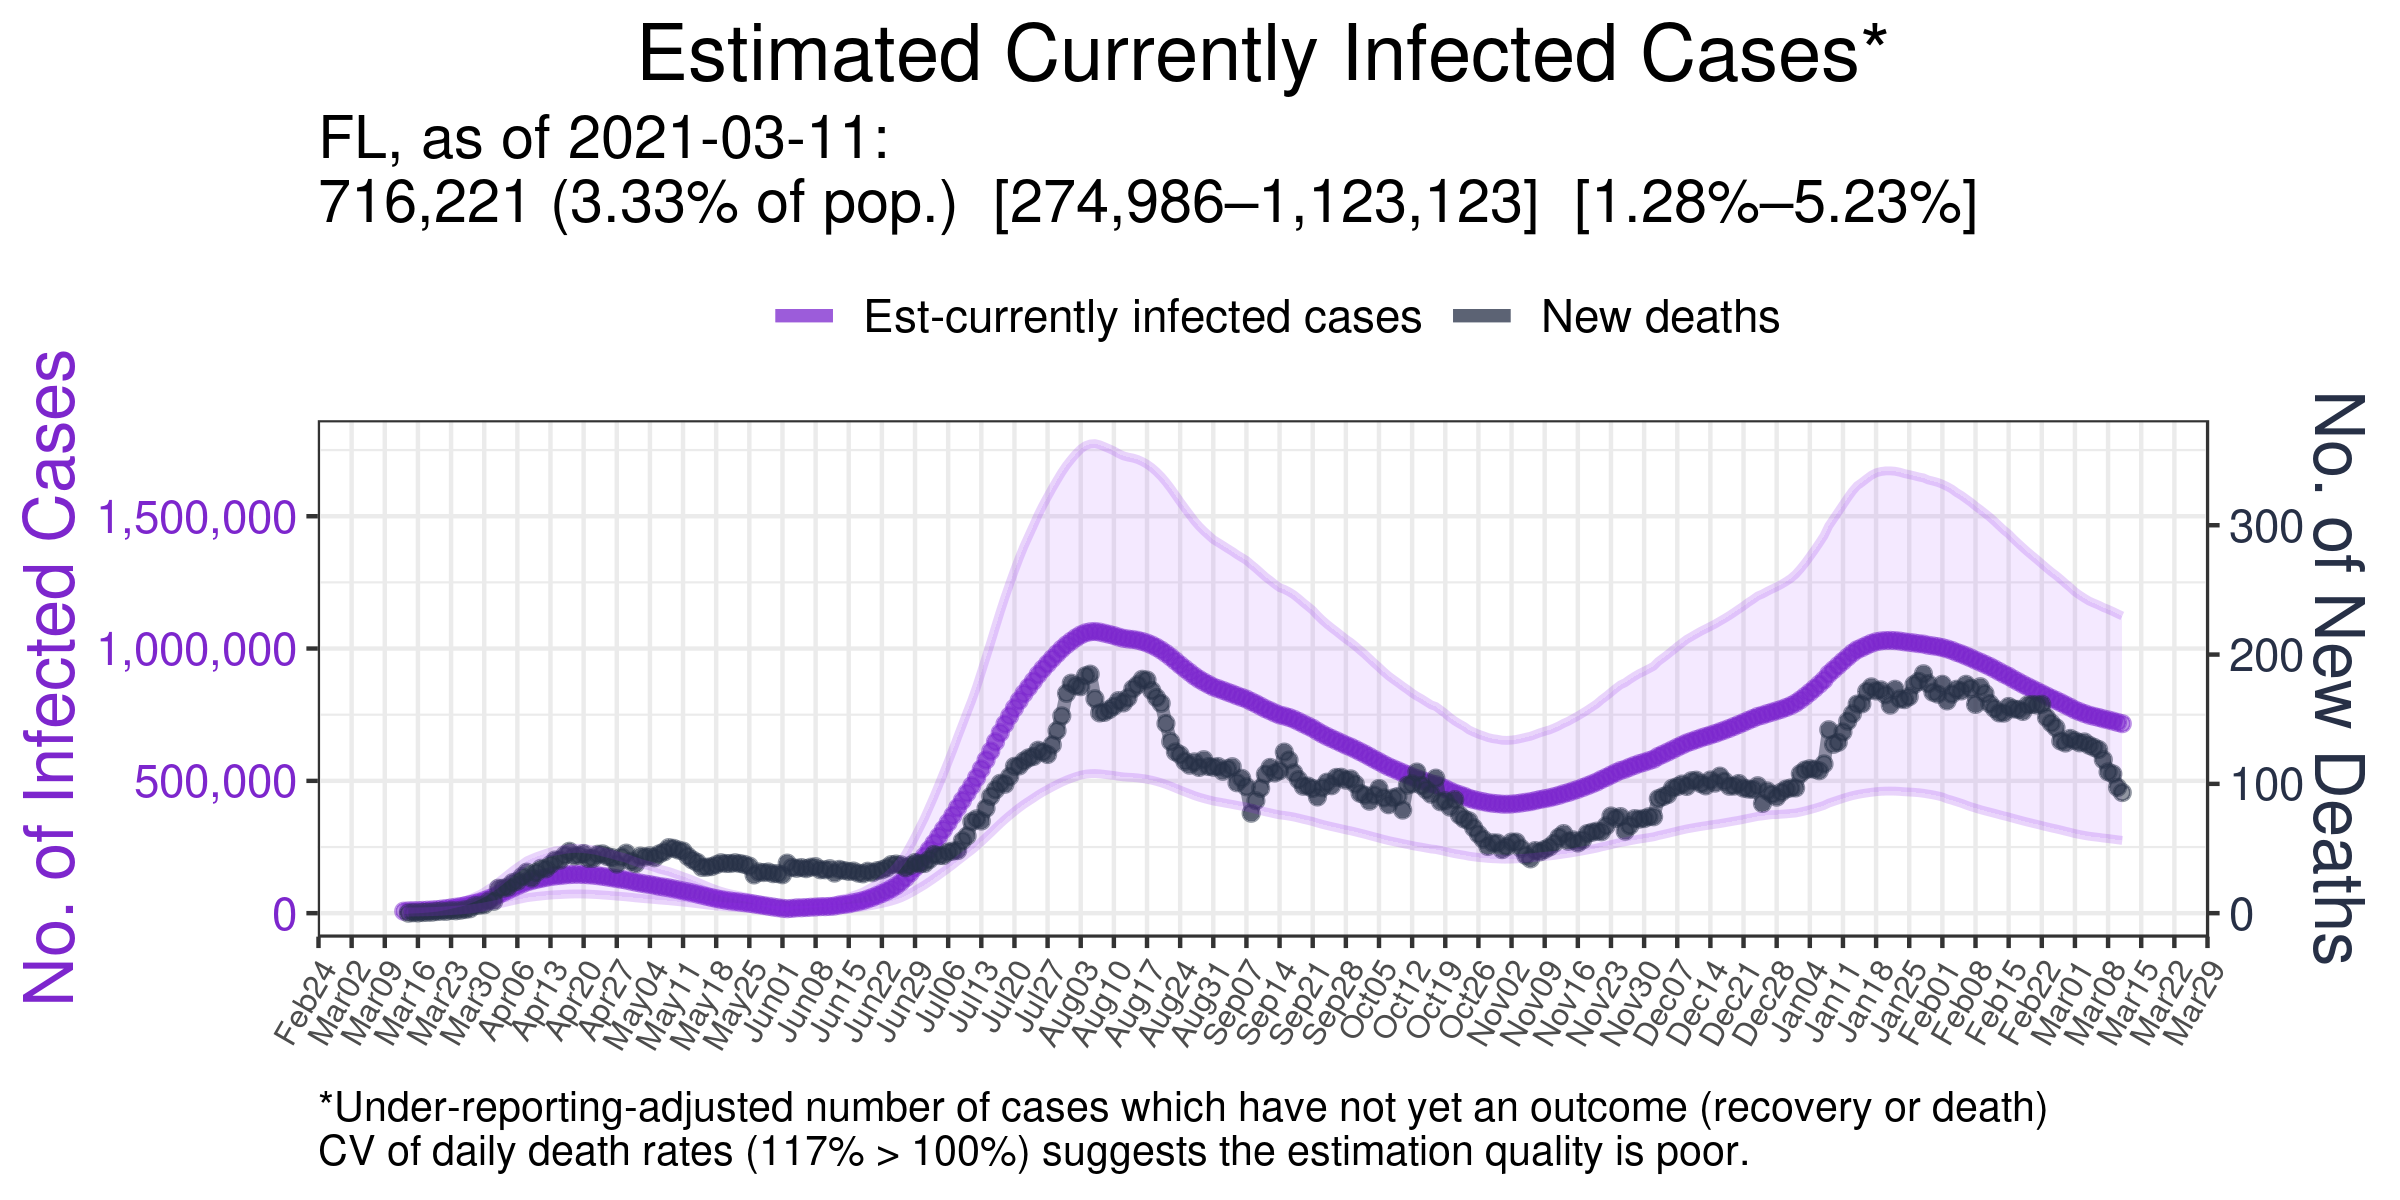 Estimated Currently Infected Cases*
FL, as of 2021-03-11:
716,221 (3.33% of pop.)  [274,986–1,123,123]  [1.28%–5.23%]
Est-currently infected cases
New deaths
No. of Infected Cases
1,500,000
1,000,000
500,000
0
300
200
100
0
No. of New Deaths
Feb24
Mar02
Mar09
Mar16
Mar23
Mar30
Apr06
Apr13
Apr20
Apr27
May04
May11
May18
May25
Jun01
Jun08
Jun15
Jun22
Jun29
Jul06
Jul13
Jul20
Jul27
Aug03
Aug10
Aug17
Aug24
Aug31
Sep07
Sep14
Sep21
Sep28
Oct05
Oct12
Oct19
Oct26
Nov02
Nov09
Nov16
Nov23
Nov30
Dec07
Dec14
Dec21
Dec28
Jan04
Jan11
Jan18
Jan25
Feb01
Feb08
Feb15
Feb22
Mar01
Mar08
Mar15
Mar22
Mar29
*Under-reporting-adjusted number of cases which have not yet an outcome (recovery or death)
CV of daily death rates (117% > 100%) suggests the estimation quality is poor.